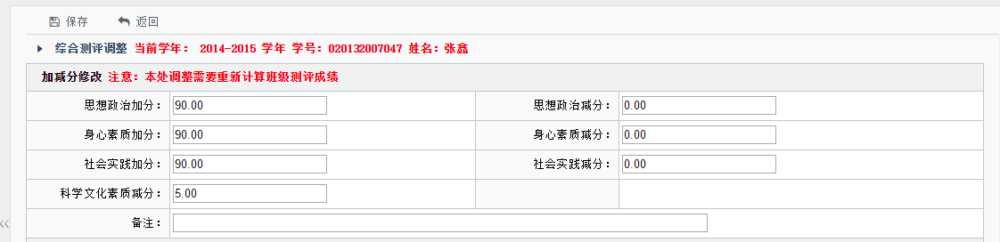 保存 返回
综合测评调整 当前学年： 2014-2015 学年 学号：020132007047 姓名：张鑫
加减分修改 注意：本处调整需要重新计算班级测评成绩
思想政治加分： 90.00 思想政治减分： 0.00
身心素质加分： 90.00 身心素质减分： 0.00
社会实践加分： 90.00 社会实践减分： 0.00
科学文化素质减分： 5.00
备注：